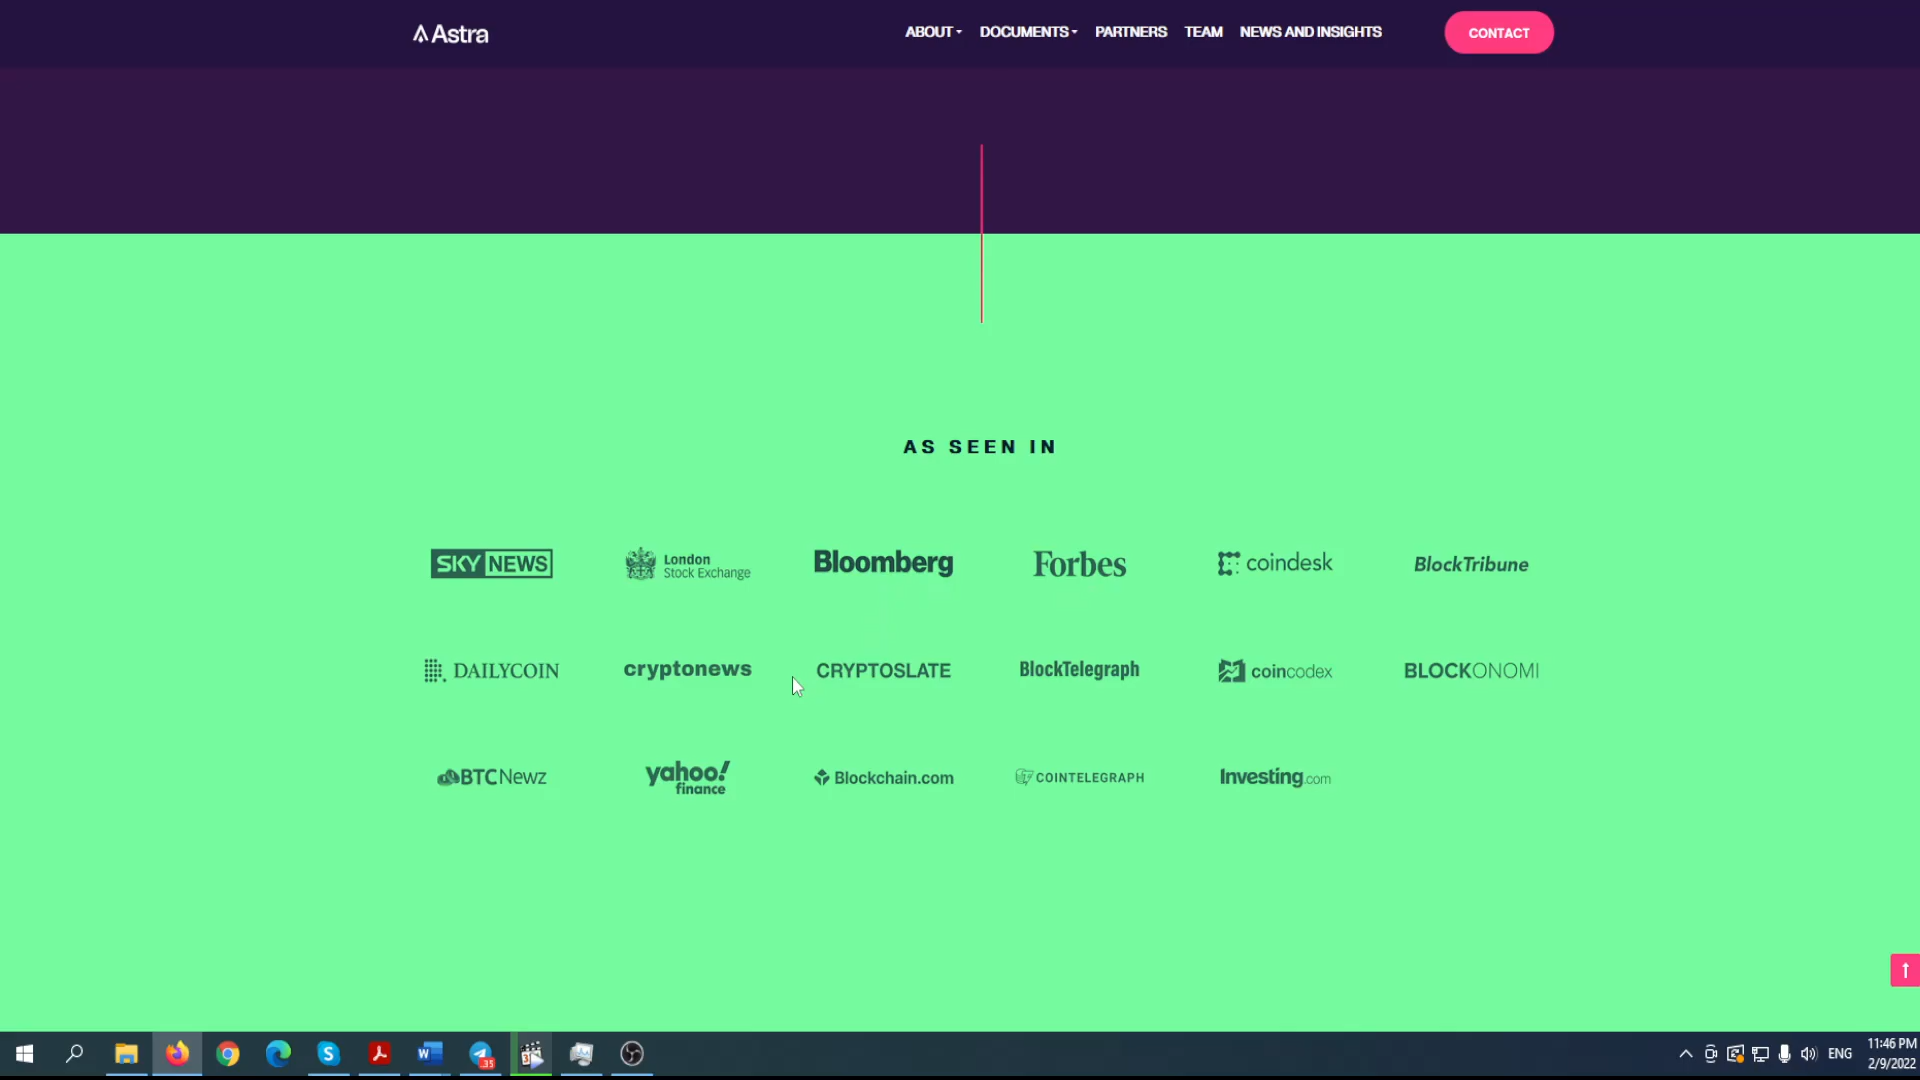 Astra
ABOUT
DOCUMENTS
PARTNERS
TEAM
NEWS AND INSIGHTS
CONTACT
AS SEEN IN
SKY NEWS
London
Stock Exchange
Bloomberg
Forbes
coindesk
BlockTribune
DAILYCOIN
cryptonews
CRYPTOSLATE
BlockTelegraph
coincodex
BLOCKONOMI
BTCNewz
yahoo!
finance
Blockchain.com
COINTELEGRAPH
Investing.com
35
ENG
11:46 PM
2/9/2022